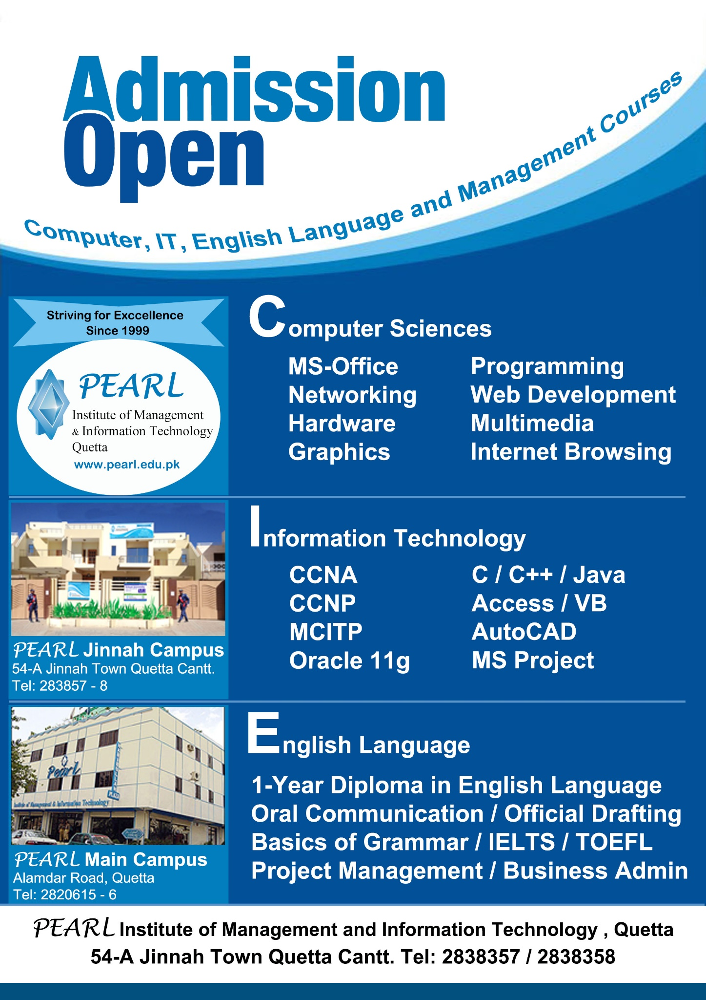 Admission
Open
Computer, IT, English Language and Management Courses
Striving for Exccellence
Since 1999
PEARL
Institute of Management
& Information Technology
Quetta
www.pearl.edu.pk
Computer Sciences
MS-Office
Networking
Hardware
Graphics
Programming
Web Development
Multimedia
Internet Browsing
PEARL Jinnah Campus
54-A Jinnah Town Quetta Cantt.
Tel: 283857 - 8
Information Technology
CCNA
CCNP
MCITP
Oracle 11g
C / C++ / Java
Access / VB
AutoCAD
MS Project
Pearl
PLAZA
Institute of Management & Information Technology
PEARL Main Campus
Alamdar Road, Quetta
Tel: 2820615 - 6
English Language
1-Year Diploma in English Language
Oral Communication / Official Drafting
Basics of Grammar / IELTS / TOEFL
Project Management / Business Admin
PEARL Institute of Management and Information Technology , Quetta
54-A Jinnah Town Quetta Cantt. Tel: 2838357 / 2838358